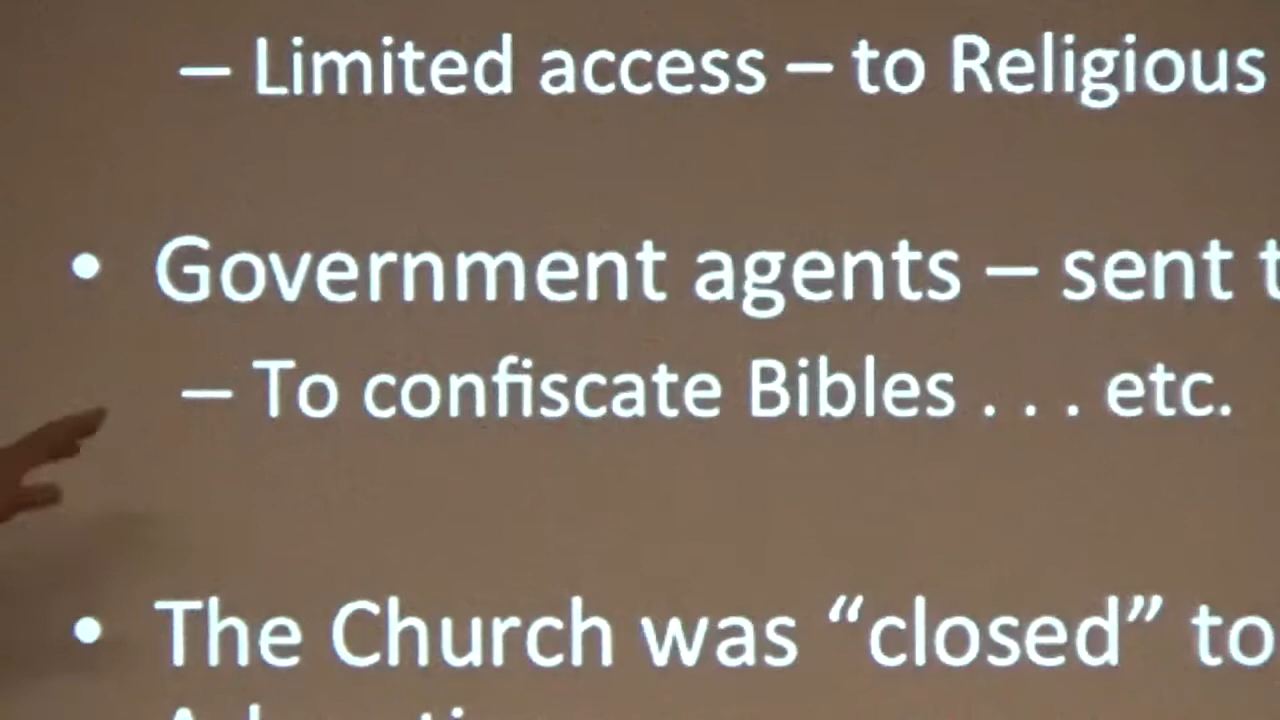 – Limited access – to Religious
• Government agents – sent
– To confiscate Bibles . . . etc.
• The Church was “closed” to